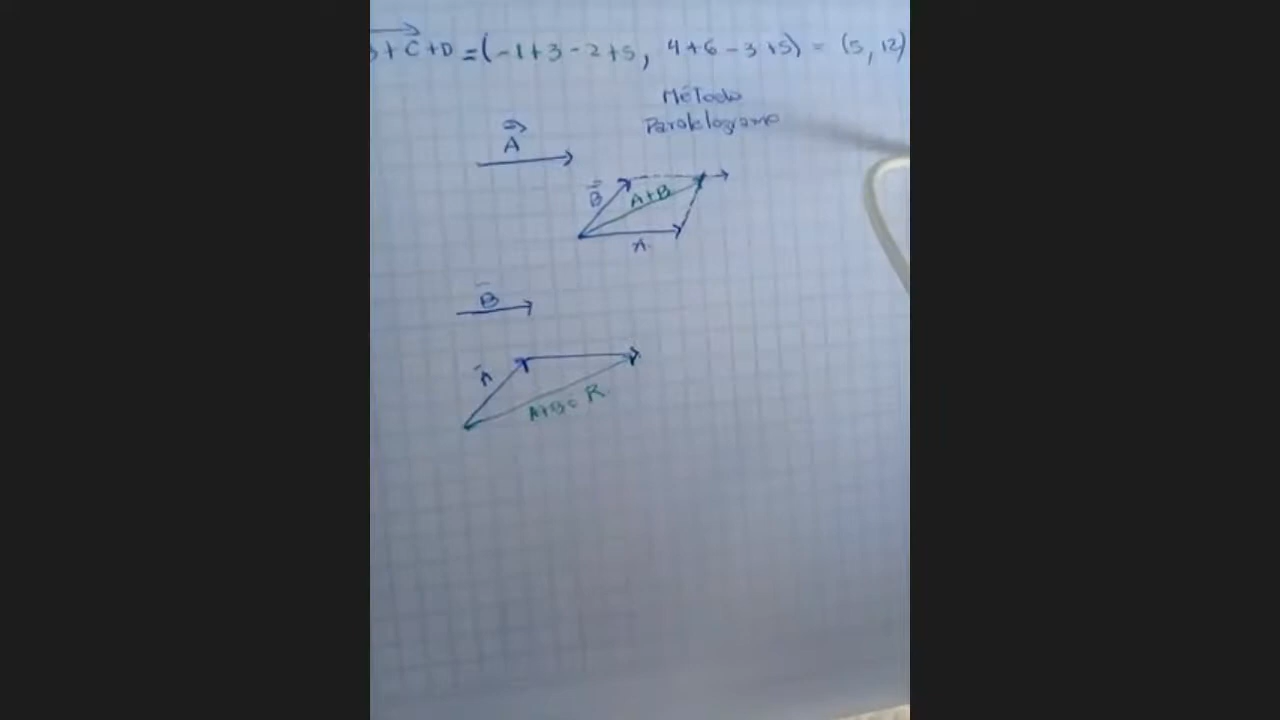 + C + D = (-1+3-2+5, 4+6-3+5) = (5, 12)
Método
Paralelogramo
A
B
A+B
A
B
A
A+B = R